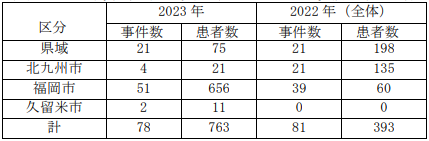 区分 2023 年 2022 年（全体）
事件数 患者数 事件数 患者数
県域 21 75 21 198
北九州市 4 21 21 135
福岡市 51 656 39 60
久留米市 2 11 0 0
計 78 763 81 393